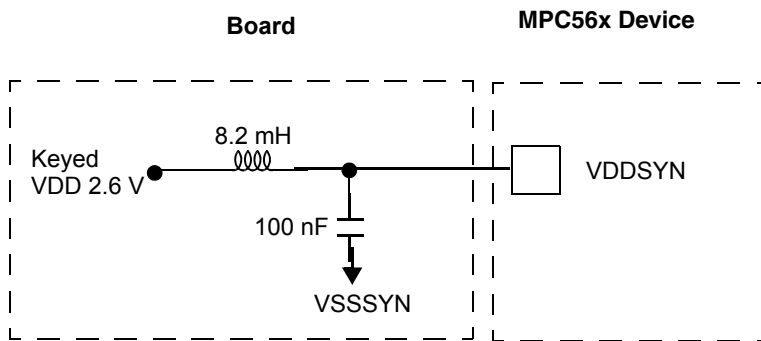 Board
MPC56x Device
8.2 mH
Keyed
VDD 2.6 V
VDDSYN
100 nF
VSSSYN